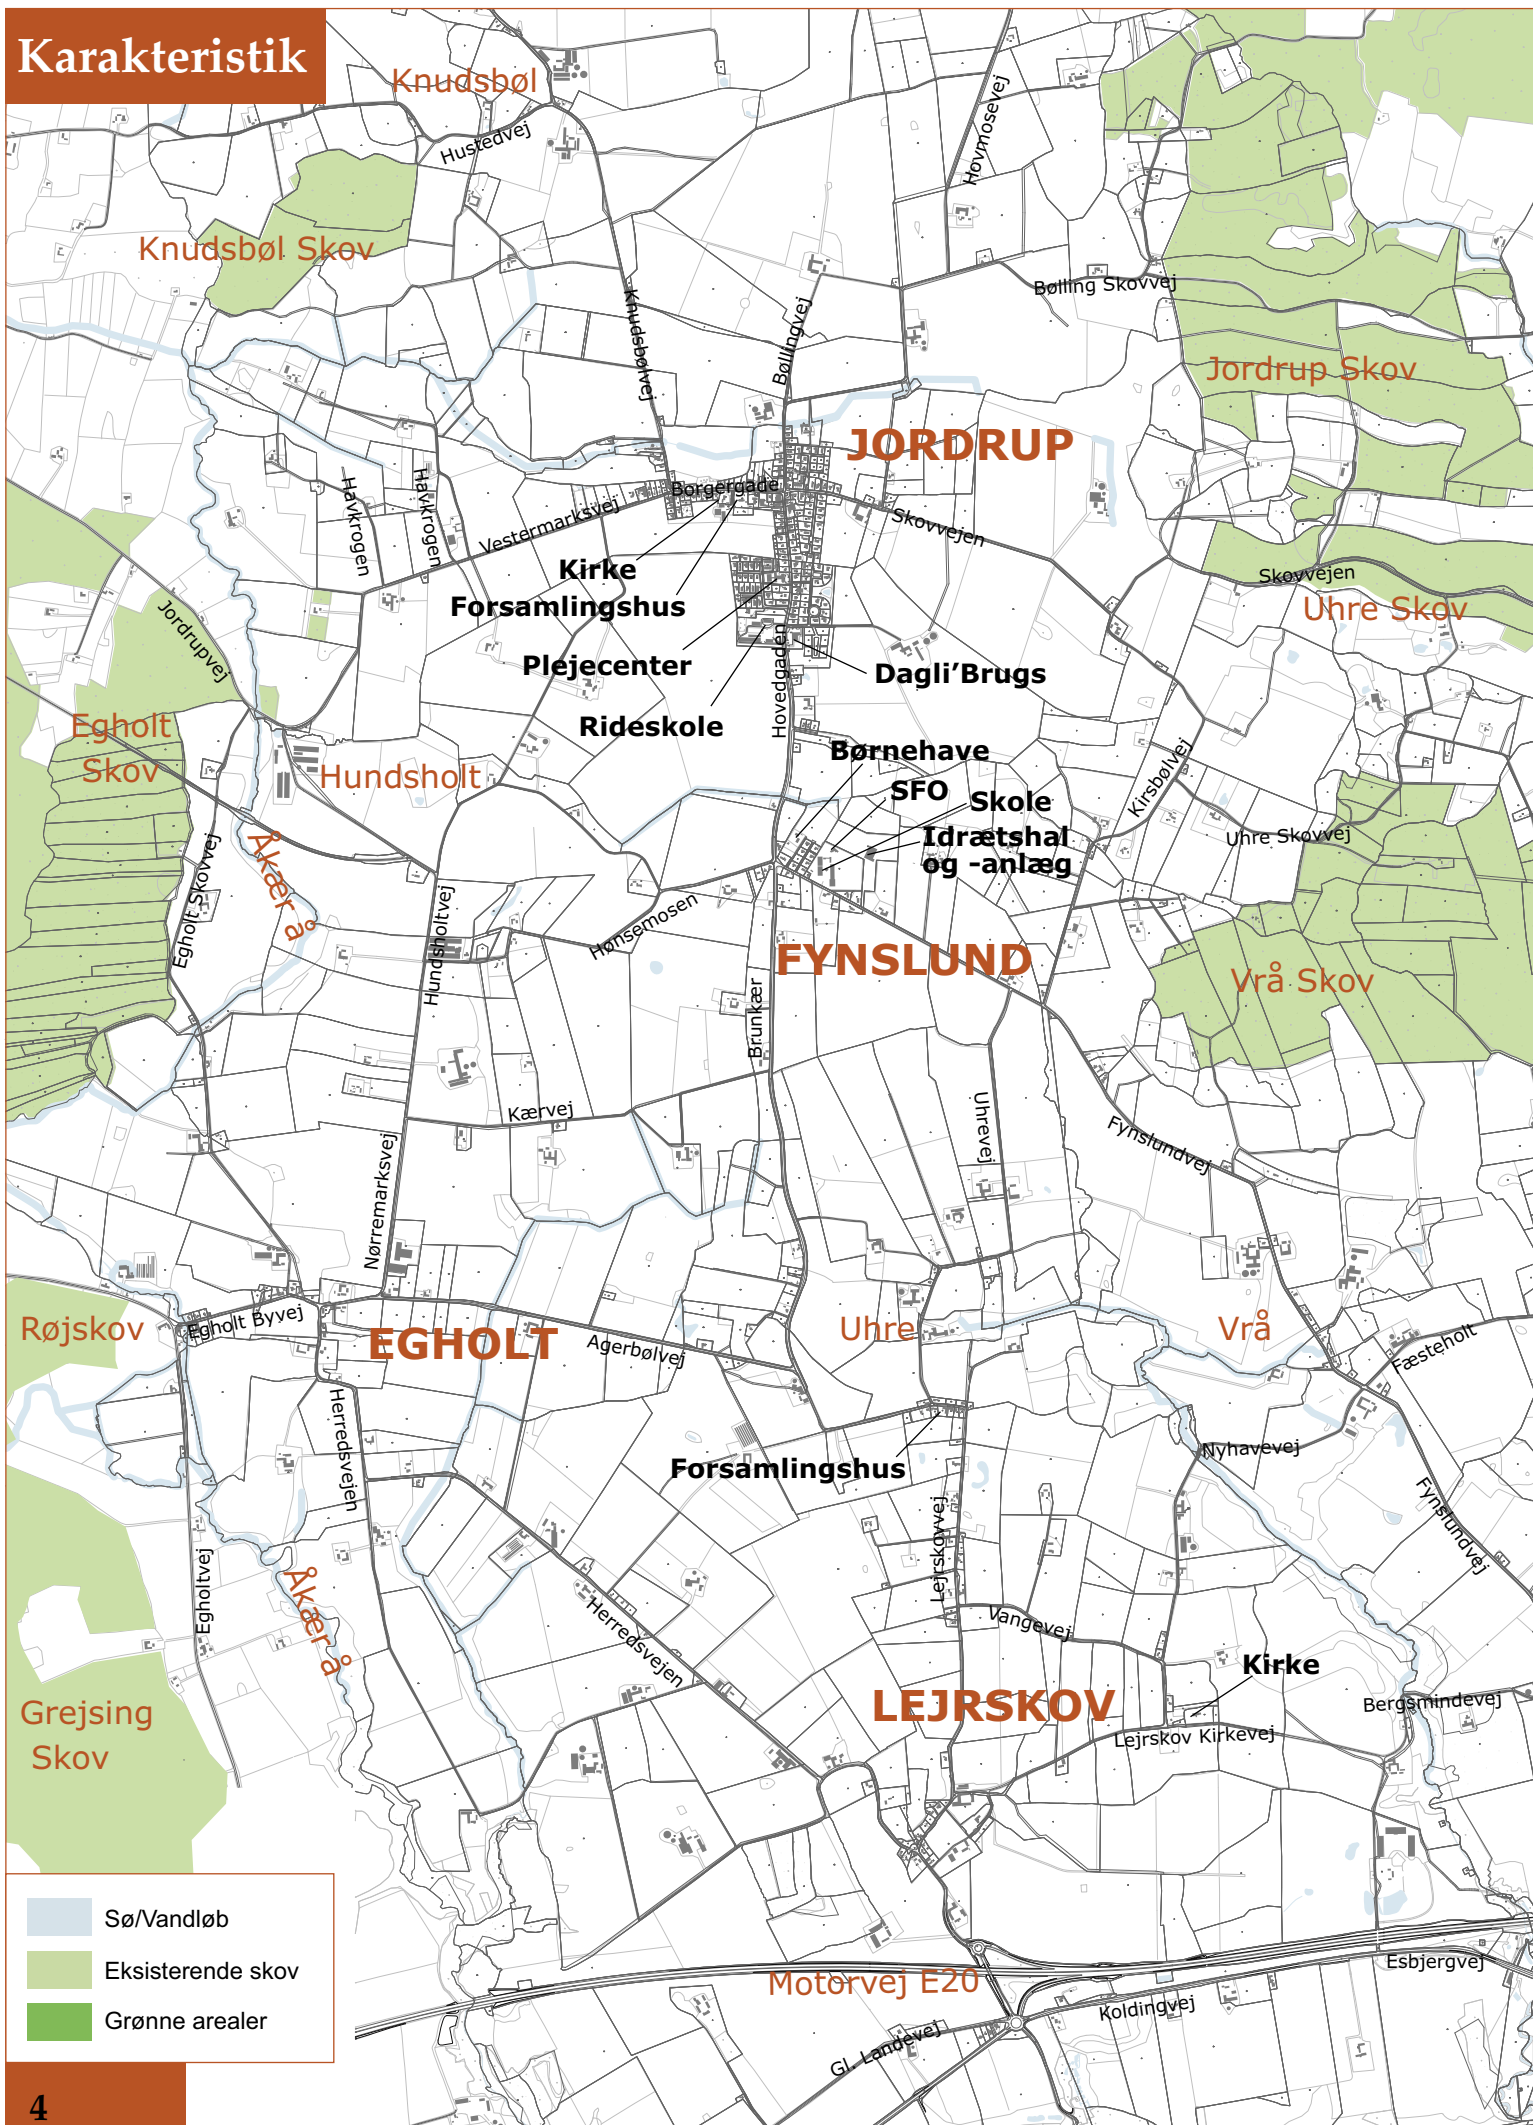 Karakteristik
Knudsbøl
Hustedvej
Hovmosevej
Knudsbøl Skov
Bølling Skovvej
Knudsbølvej
Bøllingvej
Jordrup Skov
JORDRUP
Havkrogen
Havkrogen
Borgergade
Vestermarksvej
Skovvejen
Kirke
Skovvejen
Forsamlingshus
Uhre Skov
Jordrupvej
Plejecenter
Dagli’Brugs
Hovedgaden
Rideskole
Egholt
Skov
Hundsholt
Børnehave
SFO
Skole
Kirsbølvej
Idrætshal
og -anlæg
Uhre Skovvej
Åkær å
Egholt Skovvej
Hundsholtvej
Hønsemosen
FYNSLUND
Vrå Skov
Brunkær
Kærvej
Uhrevej
Fynslundvej
Nørremarksvej
Røjskov
Egholt Byvej
EGHOLT
Agerbølvej
Uhre
Vrå
Fæsteholt
Herredsvejen
Nyhavevej
Forsamlingshus
Fynslundvej
Lejrskovvej
Egholtvej
Åkær å
Herredsvejen
Vangevej
Kirke
LEJRSKOV
Bergsmindevej
Grejsing
Skov
Lejrskov Kirkevej
Sø/Vandløb
Eksisterende skov
Grønne arealer
Motorvej E20
Esbjergvej
Koldingvej
Gl. Landevej
4